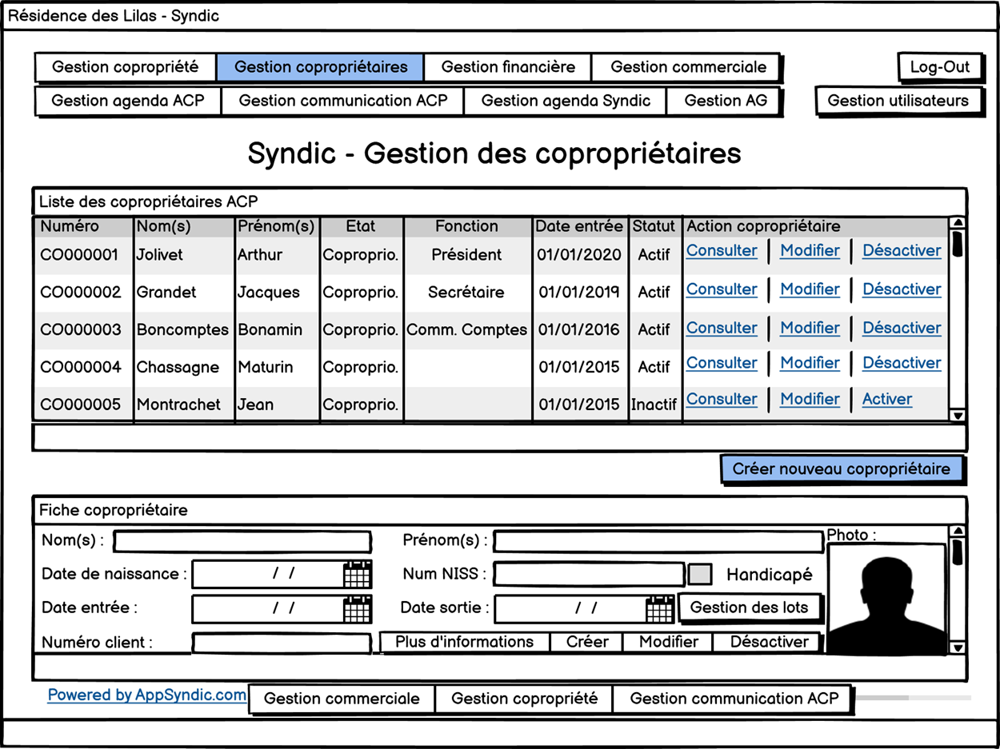 Résidence des Lilas - Syndic
Gestion copropriété Gestion copropriétaires Gestion financière Gestion commerciale Log-Out
Gestion agenda ACP Gestion communication ACP Gestion agenda Syndic Gestion AG Gestion utilisateurs
Syndic - Gestion des copropriétaires
Liste des copropriétaires ACP
Numéro Nom(s) Prénom(s) Etat Fonction Date entrée Statut Action copropriétaire
CO000001 Jolivet Arthur Coproprio. Président 01/01/2020 Actif Consulter | Modifier | Désactiver
CO000002 Grandet Jacques Coproprio. Secrétaire 01/01/2019 Actif Consulter | Modifier | Désactiver
CO000003 Boncomptes Bonamin Coproprio. Comm. Comptes 01/01/2016 Actif Consulter | Modifier | Désactiver
CO000004 Chassagne Maturin Coproprio. 01/01/2015 Actif Consulter | Modifier | Désactiver
CO000005 Montrachet Jean Coproprio. 01/01/2015 Inactif Consulter | Modifier | Activer
Créer nouveau copropriétaire
Fiche copropriétaire
Nom(s) : Prénom(s) : Photo :
Date de naissance : / / Num NISS : Handicapé
Date entrée : / / Date sortie : / / Gestion des lots
Numéro client : Plus d'informations Créer Modifier Désactiver
Powered by AppSyndic.com Gestion commerciale Gestion copropriété Gestion communication ACP